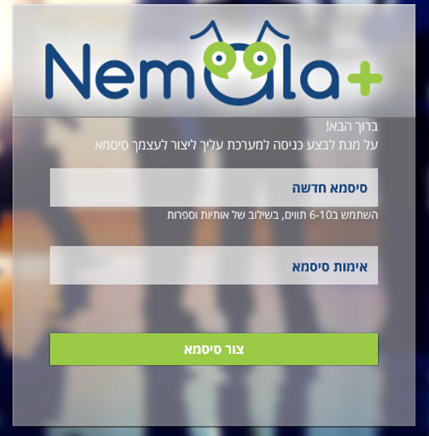 Nemala+
ברוך הבא!
על מנת לבצע כניסה למערכת עליך ליצור לעצמך סיסמא
סיסמא חדשה
השתמש ב6-10 תווים, בשילוב של אותיות וספרות
אימות סיסמא
צור סיסמא